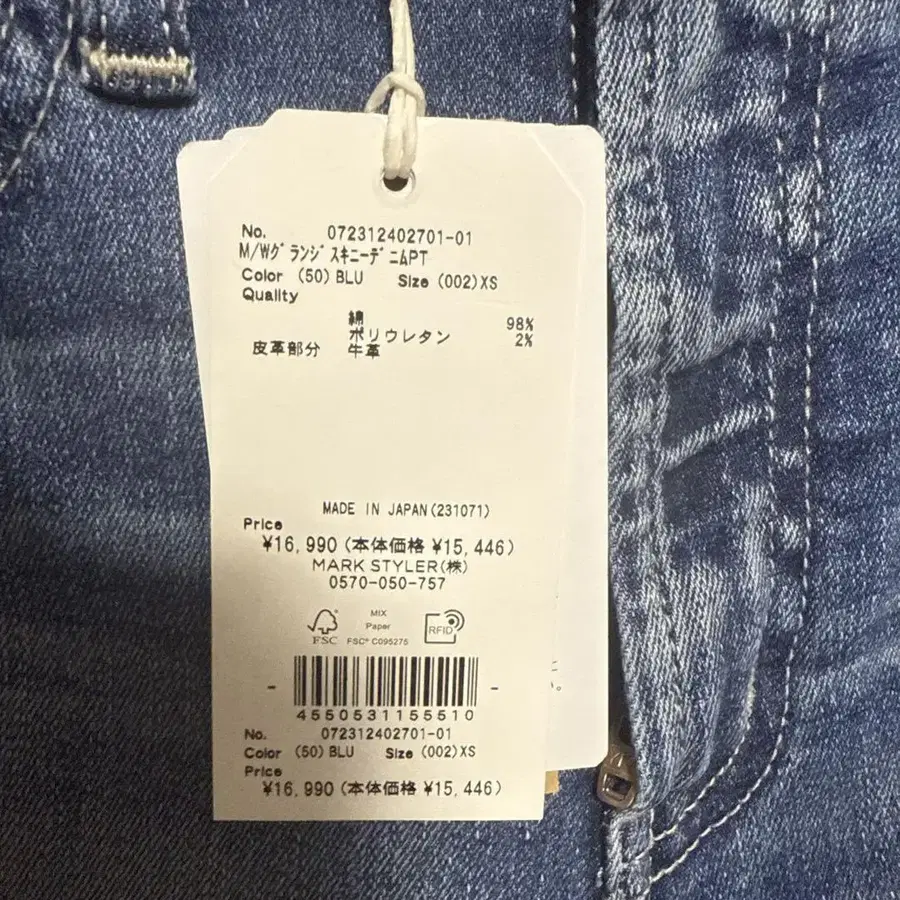 No. 072312402701-01
M/Wグランジスキニーデニム PT
Color (50) BLU Size (002) XS
Quality
綿 98%
ポリウレタン 2%
皮革部分 牛革
MADE IN JAPAN (231071)
Price
¥16,990 (本体価格 ¥15,446)
MARK STYLER(株)
0570-050-757
FSC
MIX
Paper
FSC® C095275
RFID
4550531155510
No. 072312402701-01
Color (50) BLU Size (002) XS
Price
¥16,990 (本体価格 ¥15,446)